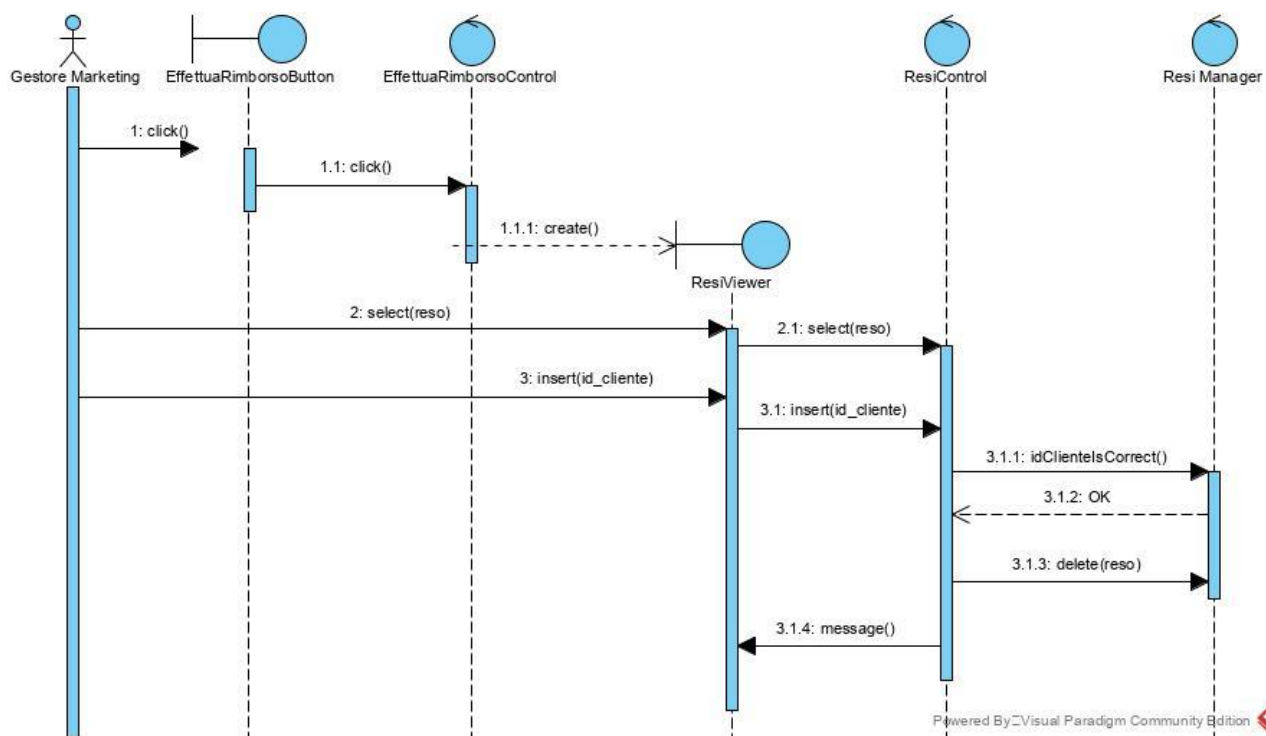 Gestore Marketing
EffettuaRimborsoButton
EffettuaRimborsoControl
ResiControl
Resi Manager
1: click()
1.1: click()
1.1.1: create()
ResiViewer
2: select(reso)
2.1: select(reso)
3: insert(id_cliente)
3.1: insert(id_cliente)
3.1.1: idClienteIsCorrect()
3.1.2: OK
3.1.3: delete(reso)
3.1.4: message()
Powered By Visual Paradigm Community Edition